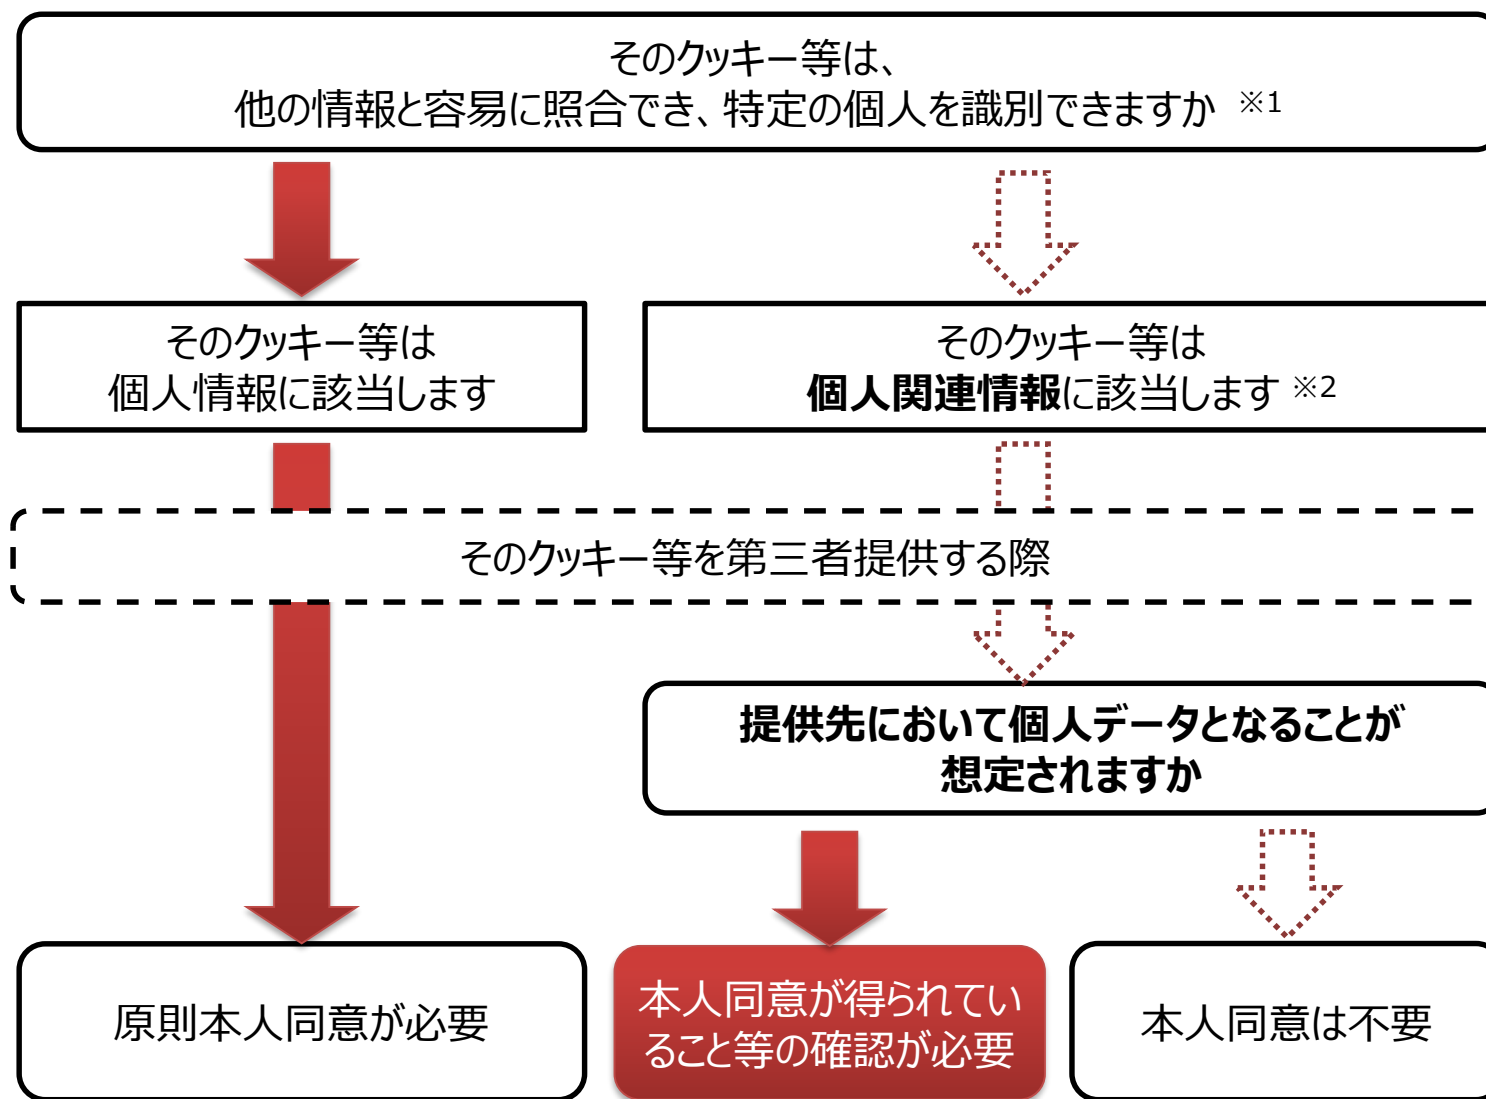 そのクッキー等は、
他の情報と容易に照合でき、特定の個人を識別できますか ※1
そのクッキー等は
個人情報に該当します
そのクッキー等は
個人関連情報に該当します ※2
そのクッキー等を第三者提供する際
提供先において個人データとなることが
想定されますか
原則本人同意が必要
本人同意が得られてい
ること等の確認が必要
本人同意は不要